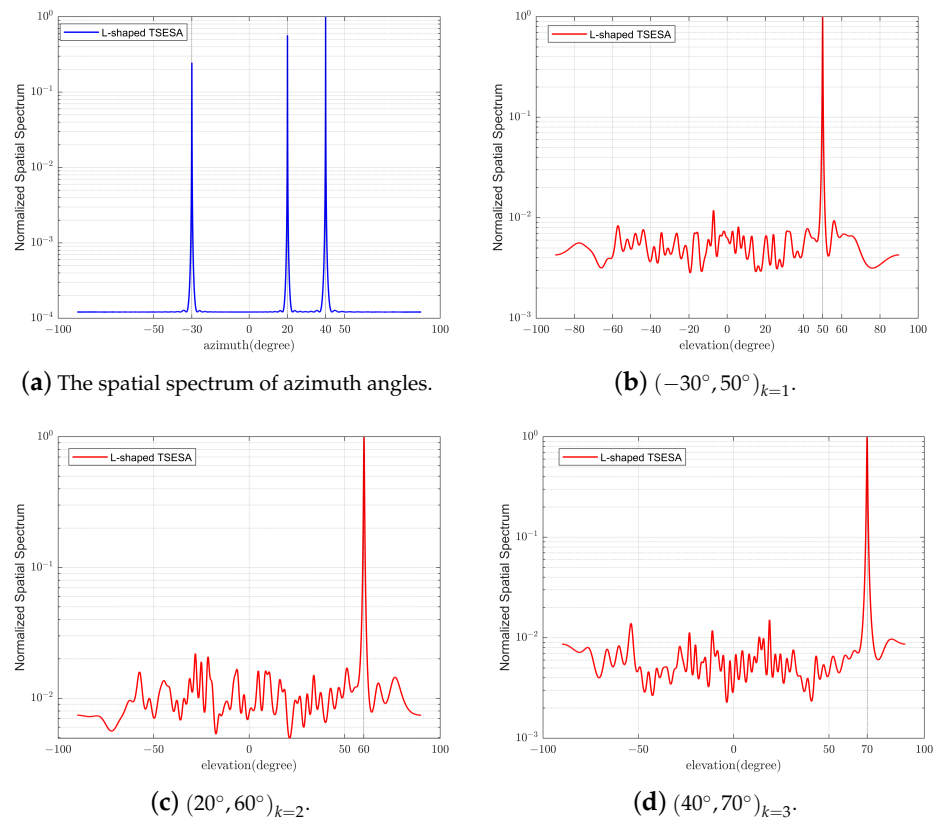 L-shaped TSESA
Normalized Spatial Spectrum
10^0
10^-1
10^-2
10^-3
10^-4
−100 −50 −30 0 20 40 50 100
azimuth(degree)
(a) The spatial spectrum of azimuth angles.
L-shaped TSESA
Normalized Spatial Spectrum
10^0
10^-1
10^-2
10^-3
−100 −80 −60 −40 −20 0 20 40 50 60 80 100
elevation(degree)
(b) (−30°, 50°)k=1.
L-shaped TSESA
Normalized Spatial Spectrum
10^0
10^-1
10^-2
−100 −50 0 50 60 100
elevation(degree)
(c) (20°, 60°)k=2.
L-shaped TSESA
Normalized Spatial Spectrum
10^0
10^-1
10^-2
10^-3
−100 −50 0 50 70 100
elevation(degree)
(d) (40°, 70°)k=3.